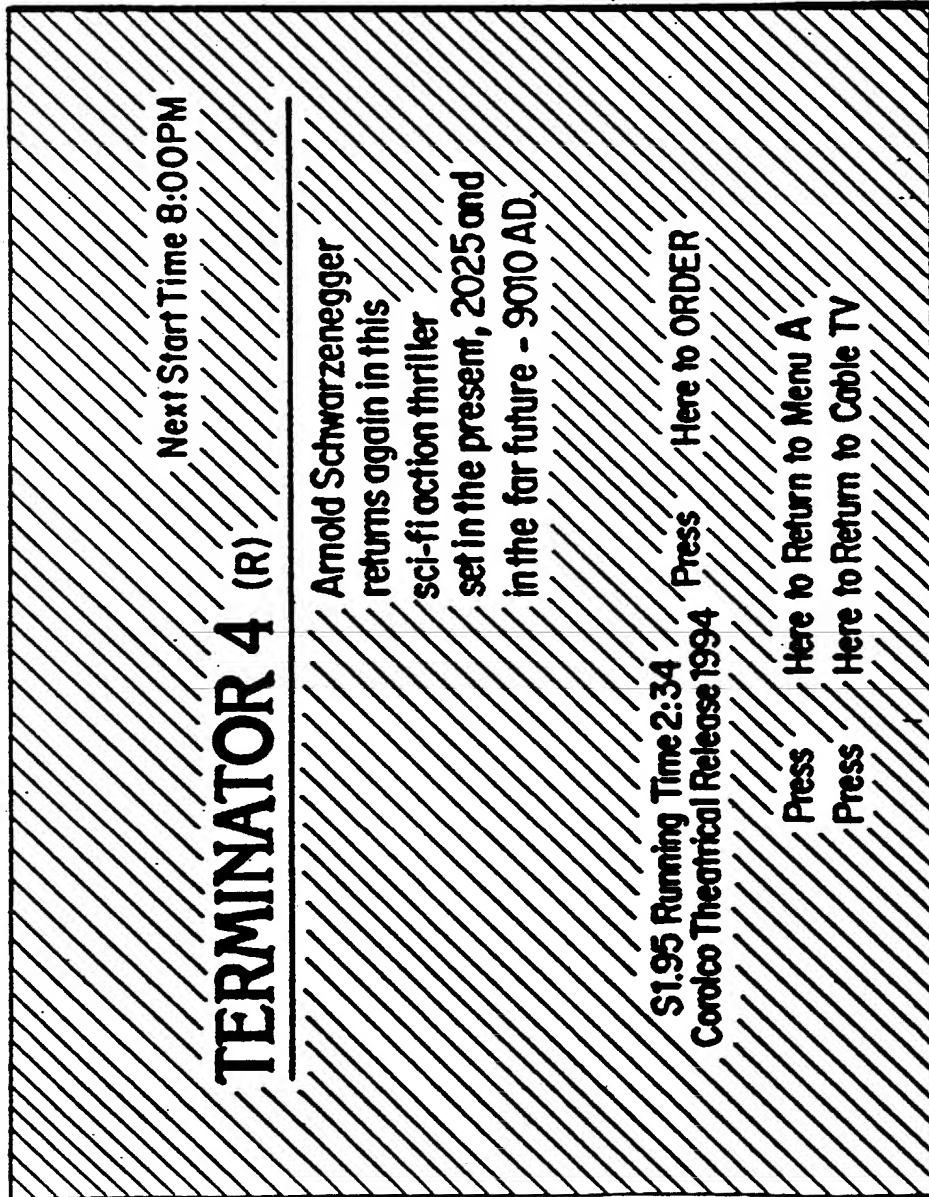 Next Start Time 8:00PM
TERMINATOR 4 (R)
Arnold Schwarzenegger
returns again in this
sci-fi action thriller
set in the present, 2025 and
in the far future - 9010 AD.
$1.95 Running Time 2:34
Carolco Theatrical Release 1994
Press Here to ORDER
Press Here to Return to Menu A
Press Here to Return to Cable TV